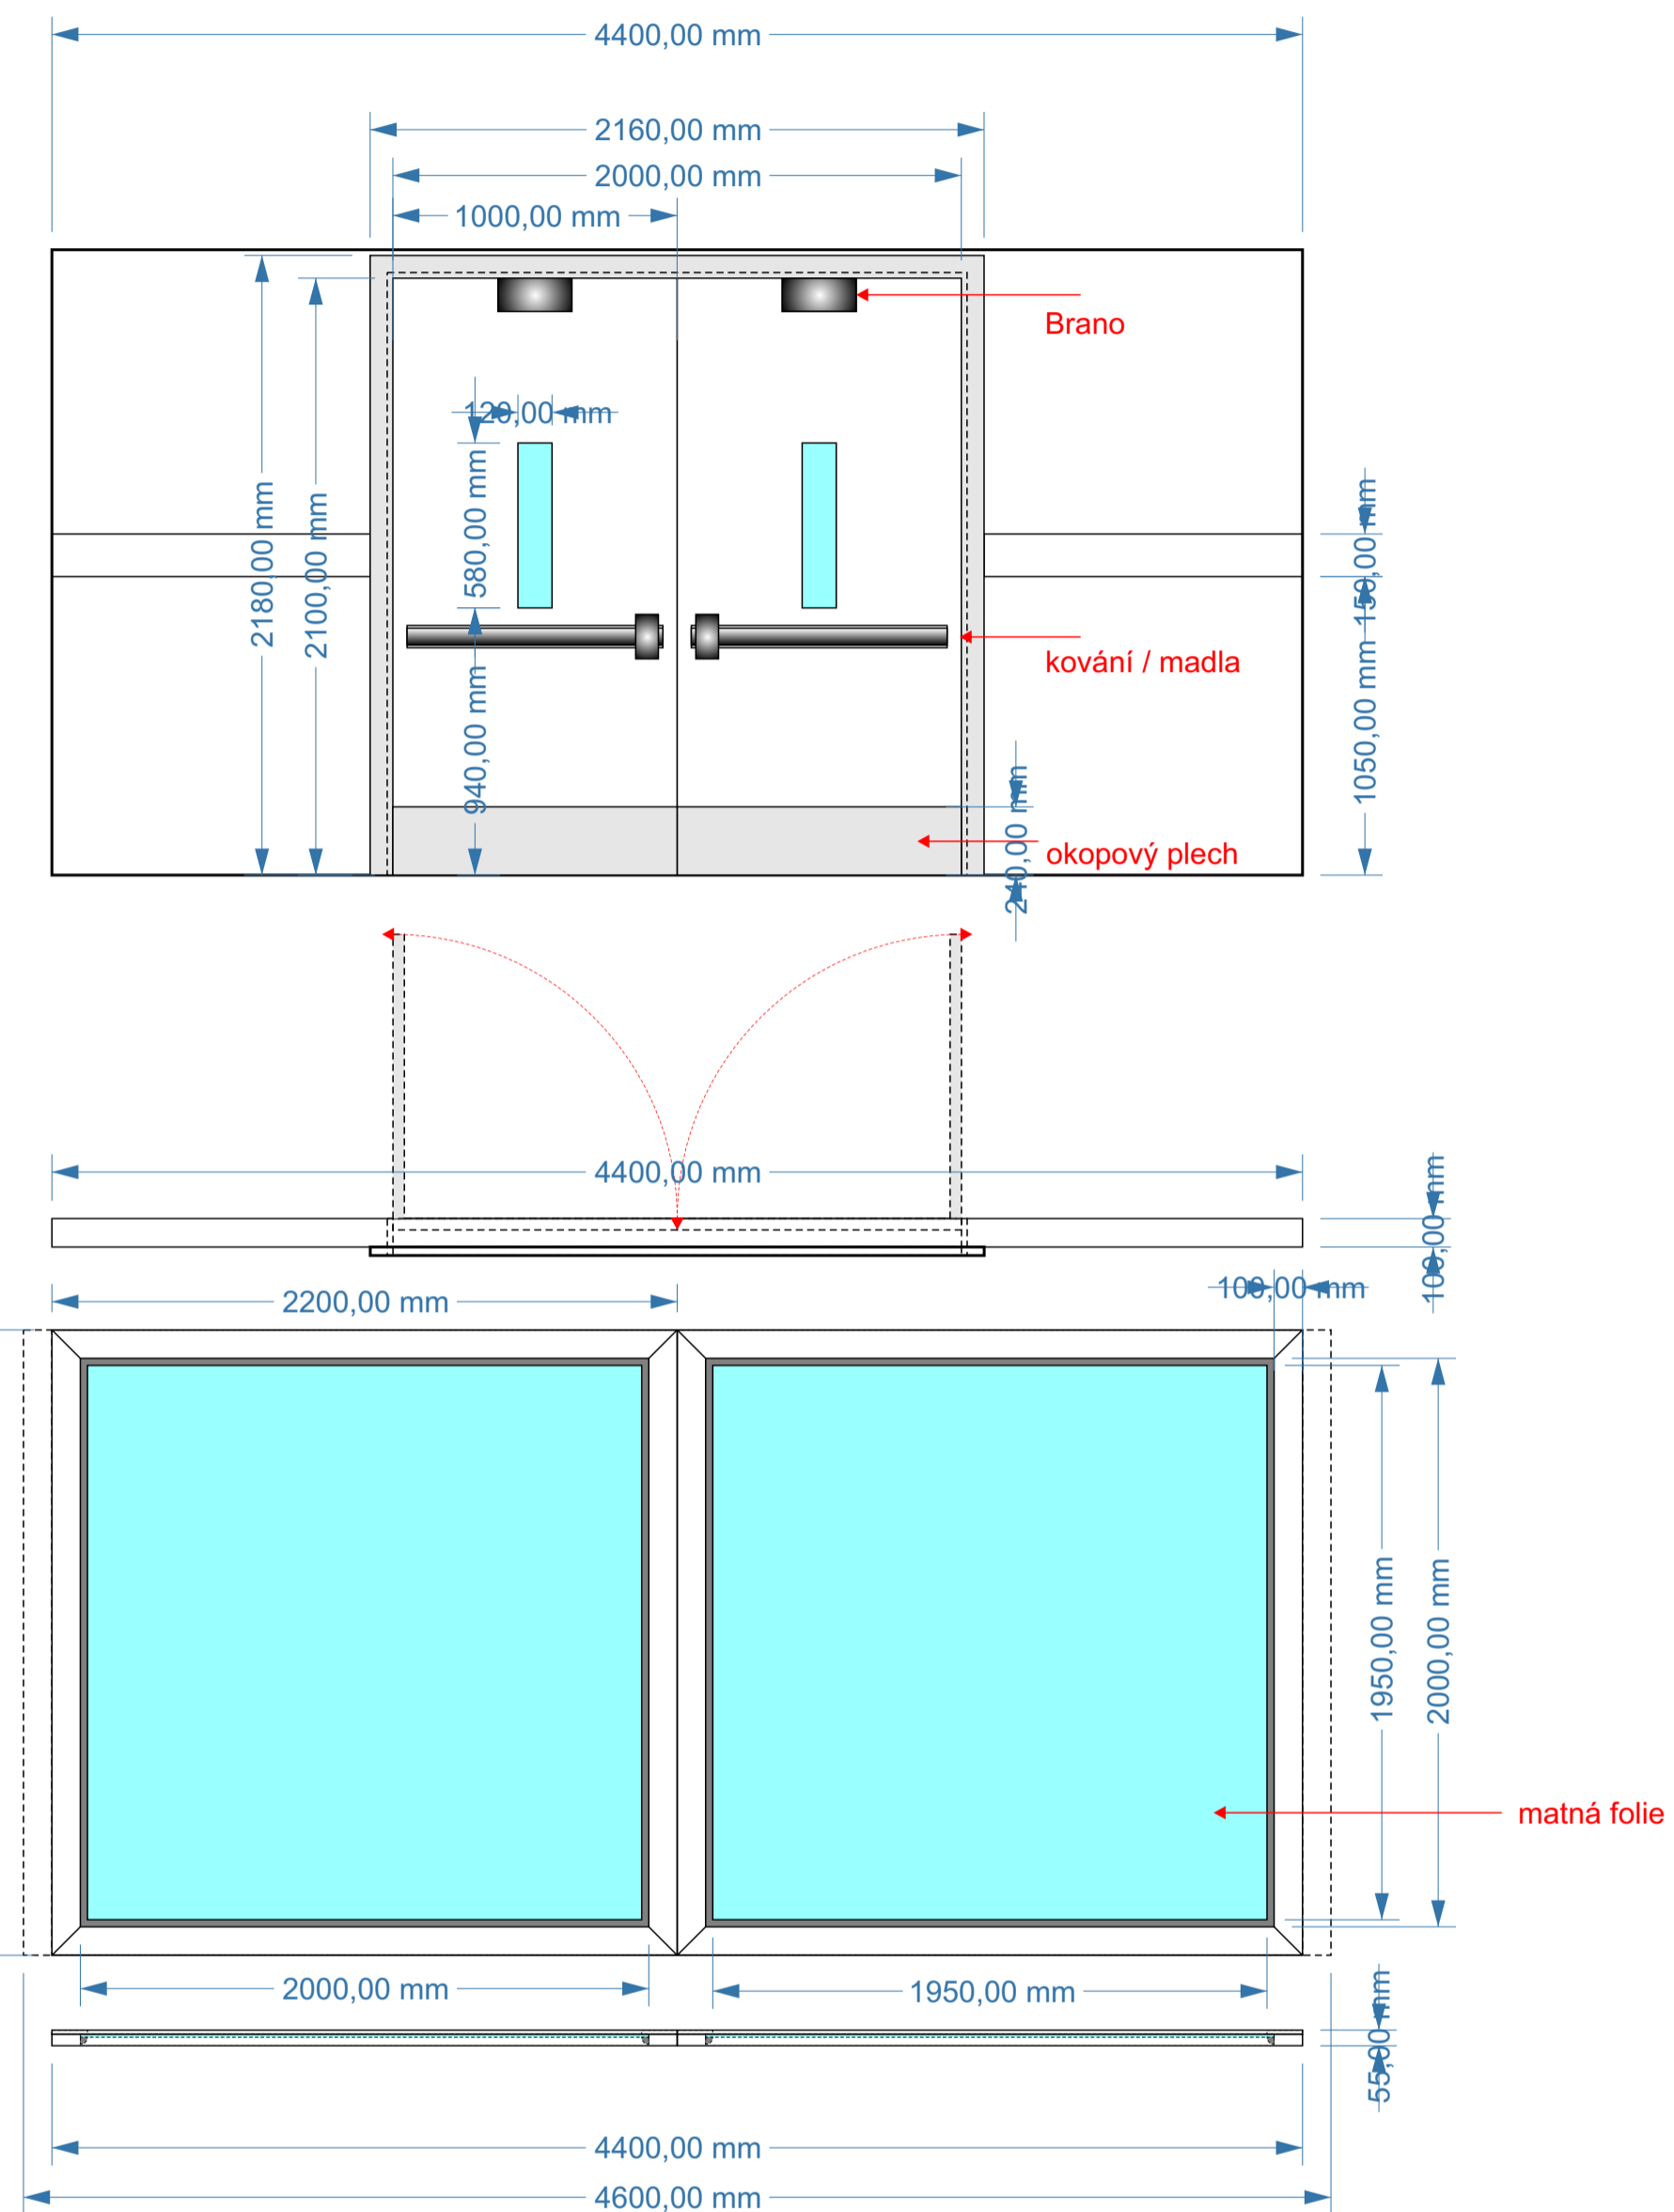 4400,00 mm
2160,00 mm
2000,00 mm
1000,00 mm
Brano
120,00 mm
580,00 mm
2180,00 mm
2100,00 mm
150,00 mm
kování / madla
940,00 mm
1050,00 mm
240,00 mm
okopový plech
4400,00 mm
100,00 mm
2200,00 mm
100,00 mm
1950,00 mm
2000,00 mm
matná folie
2000,00 mm
1950,00 mm
55,00 mm
4400,00 mm
4600,00 mm